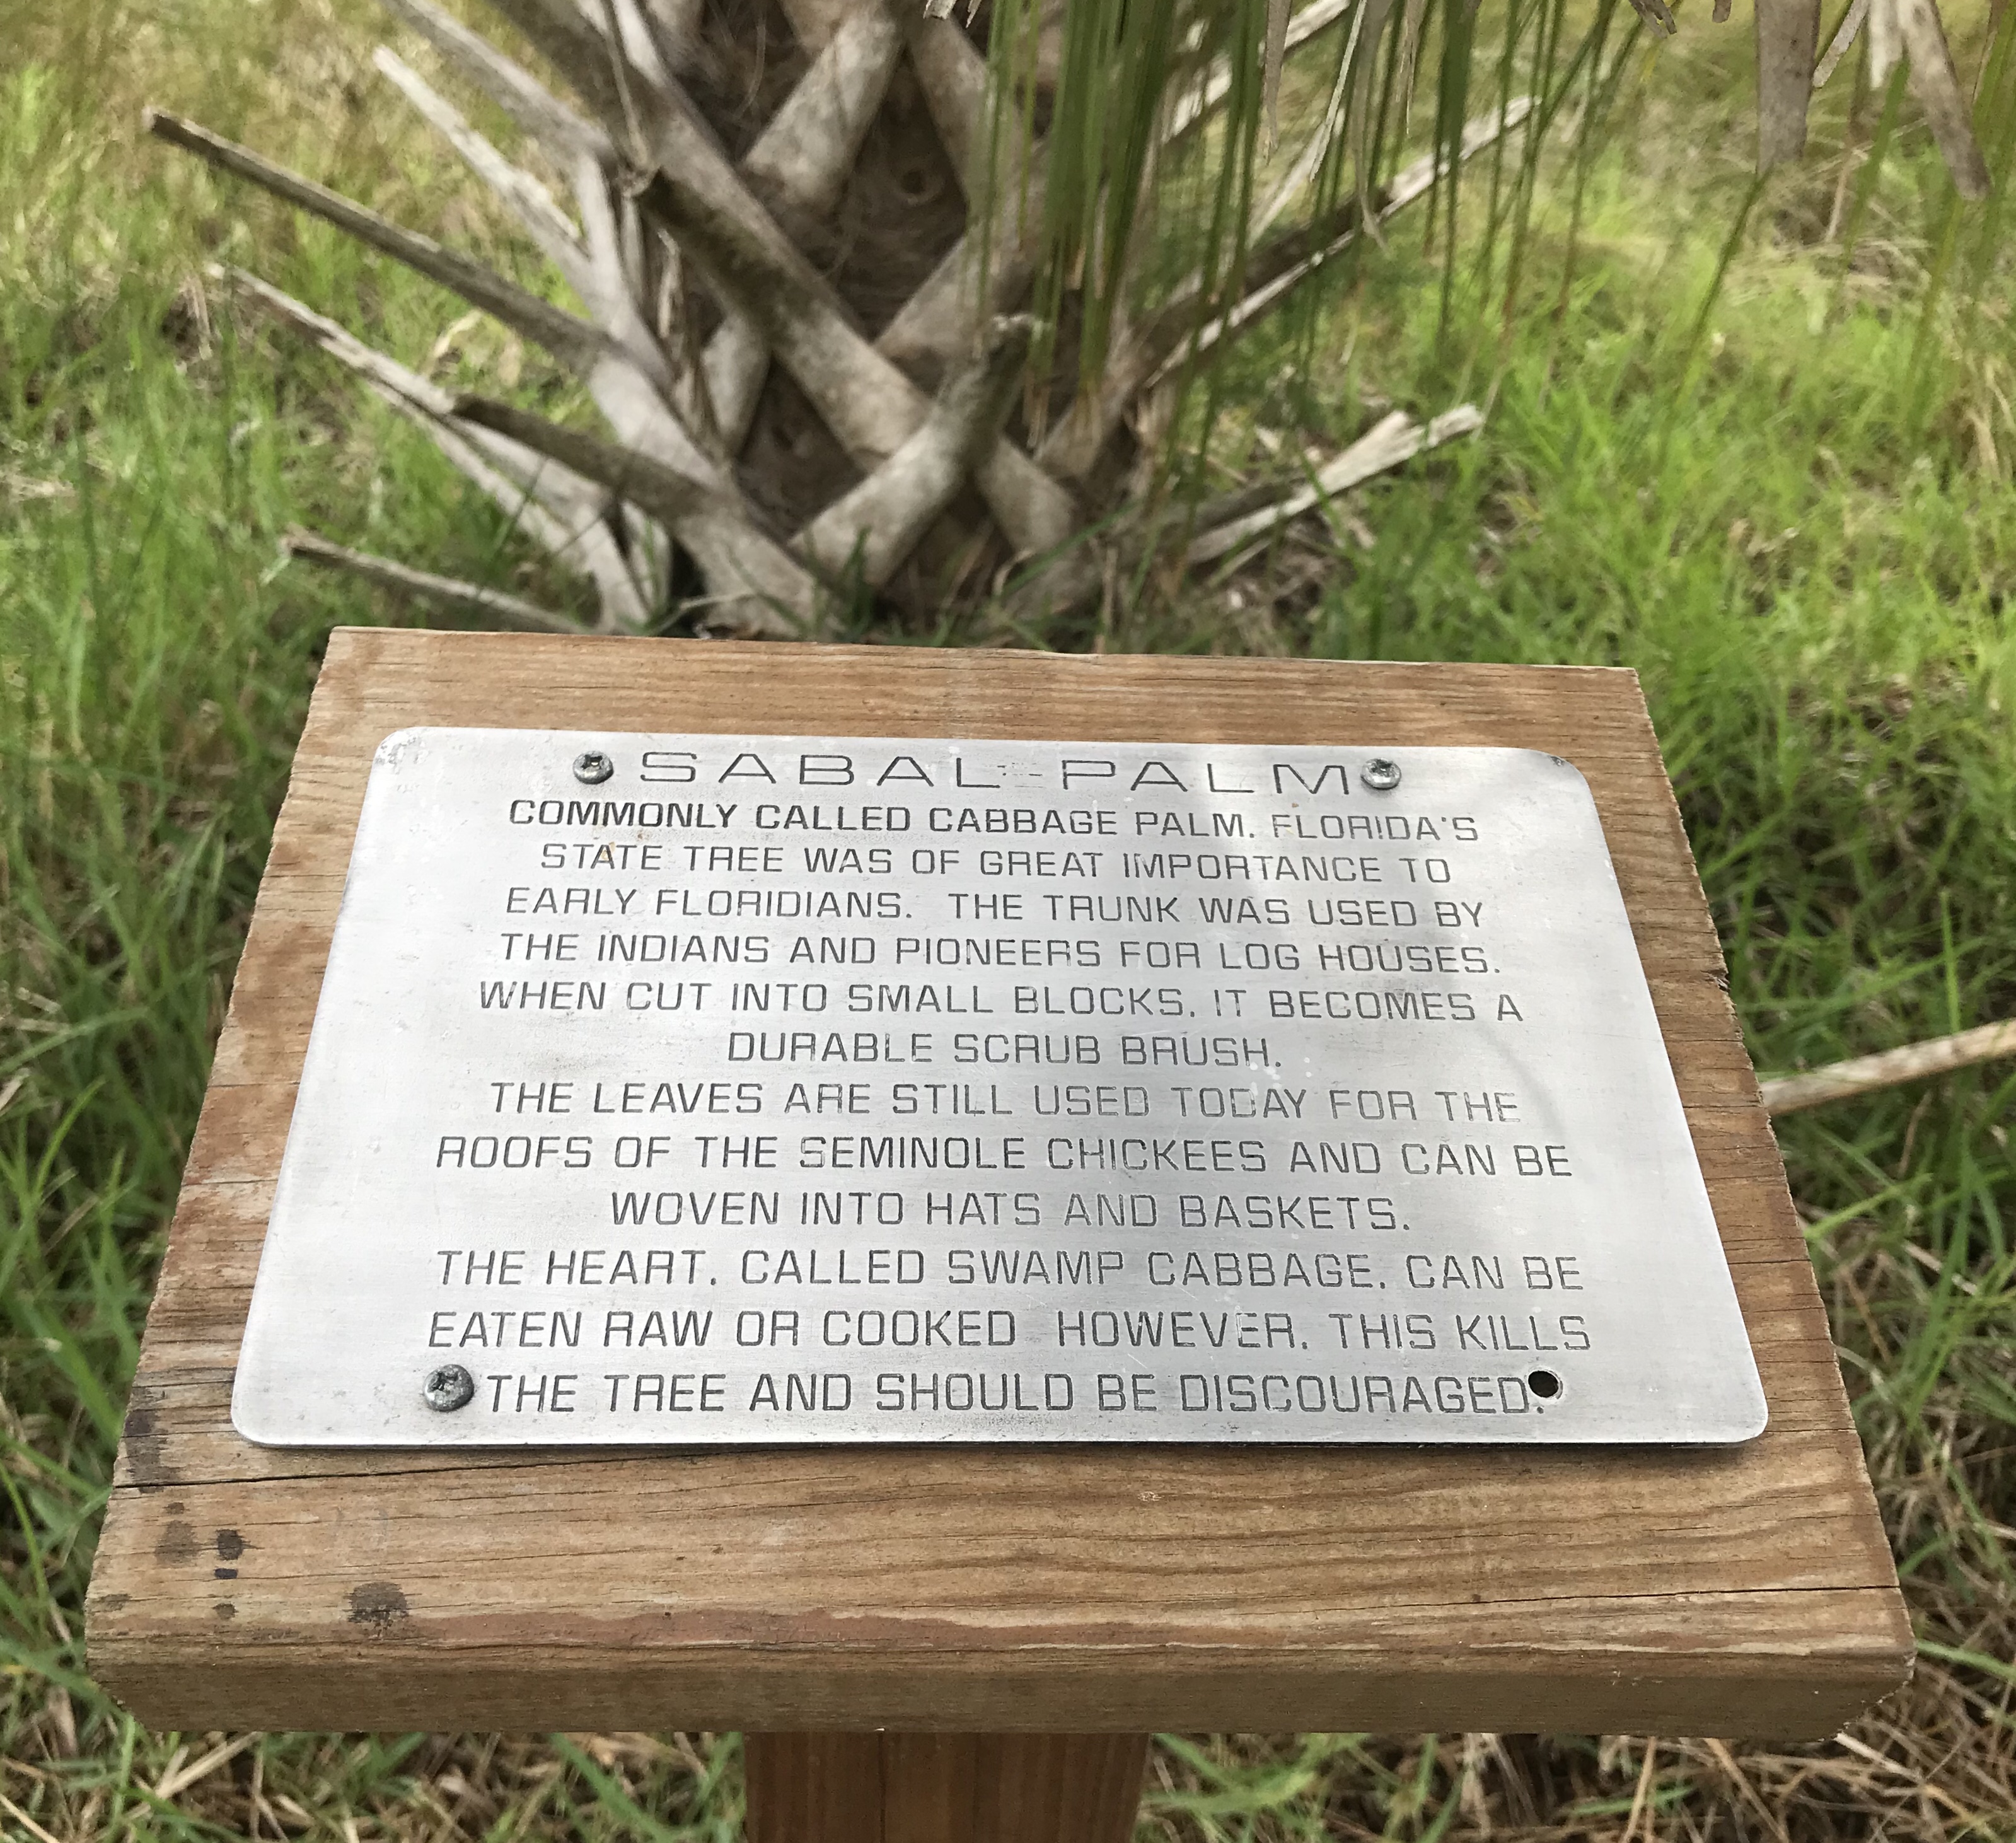 SABAL PALM
COMMONLY CALLED CABBAGE PALM. FLORIDA'S
STATE TREE WAS OF GREAT IMPORTANCE TO
EARLY FLORIDIANS. THE TRUNK WAS USED BY
THE INDIANS AND PIONEERS FOR LOG HOUSES.
WHEN CUT INTO SMALL BLOCKS, IT BECOMES A
DURABLE SCRUB BRUSH.
THE LEAVES ARE STILL USED TODAY FOR THE
ROOFS OF THE SEMINOLE CHICKEES AND CAN BE
WOVEN INTO HATS AND BASKETS.
THE HEART, CALLED SWAMP CABBAGE, CAN BE
EATEN RAW OR COOKED HOWEVER, THIS KILLS
THE TREE AND SHOULD BE DISCOURAGED.